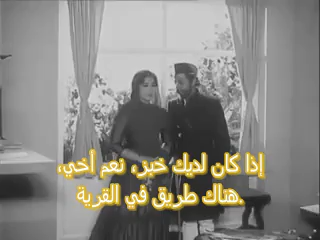 إذا كان لديك خبز، نعم أخي،
هناك طريق في القرية.